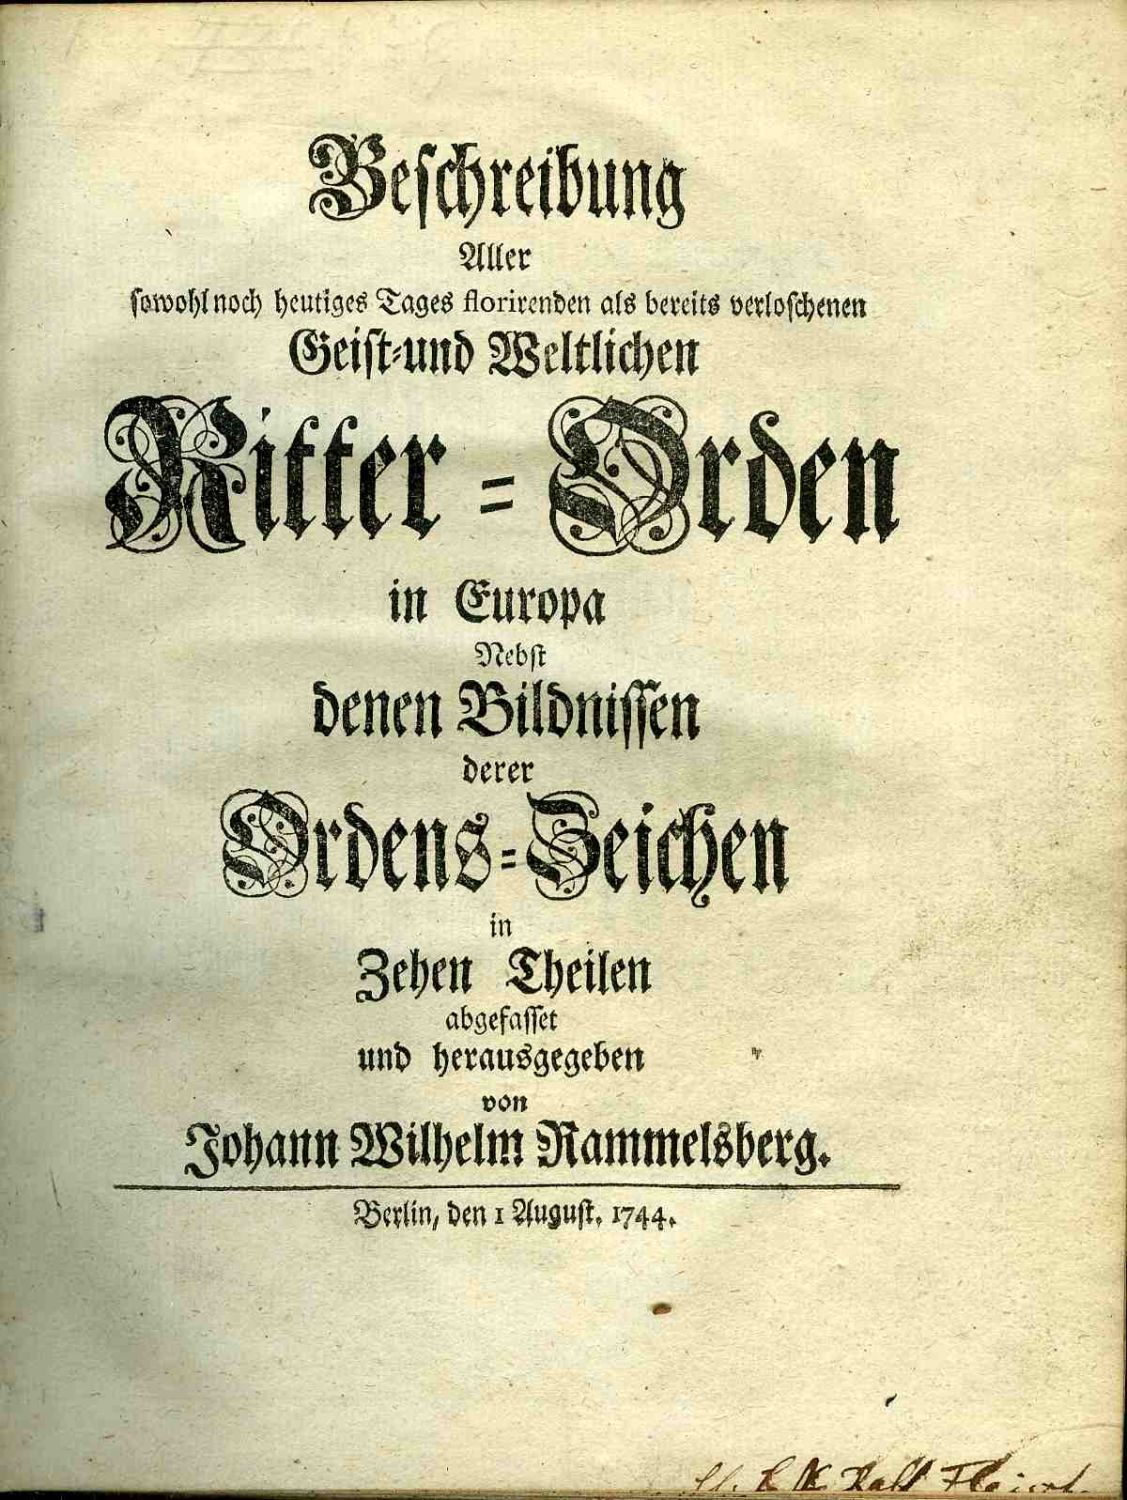 Beschreibung
Aller
sowohl noch heutiges Tages florirenden als bereits verloschenen
Geist-und Weltlichen
Ritter-Orden
in Europa
Nebst
denen Bildnissen
derer
Ordens-Zeichen
in
Zehen Theilen
abgefasset
und herausgegeben
von
Johann Wilhelm Rammelsberg.
Berlin, den 1 August. 1744.